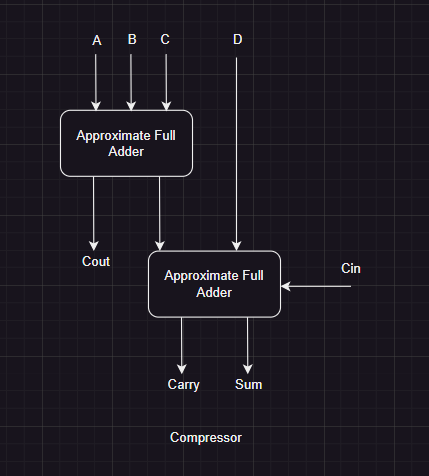 A B C D
Approximate Full
Adder
Cout
Approximate Full
Adder
Cin
Carry Sum
Compressor